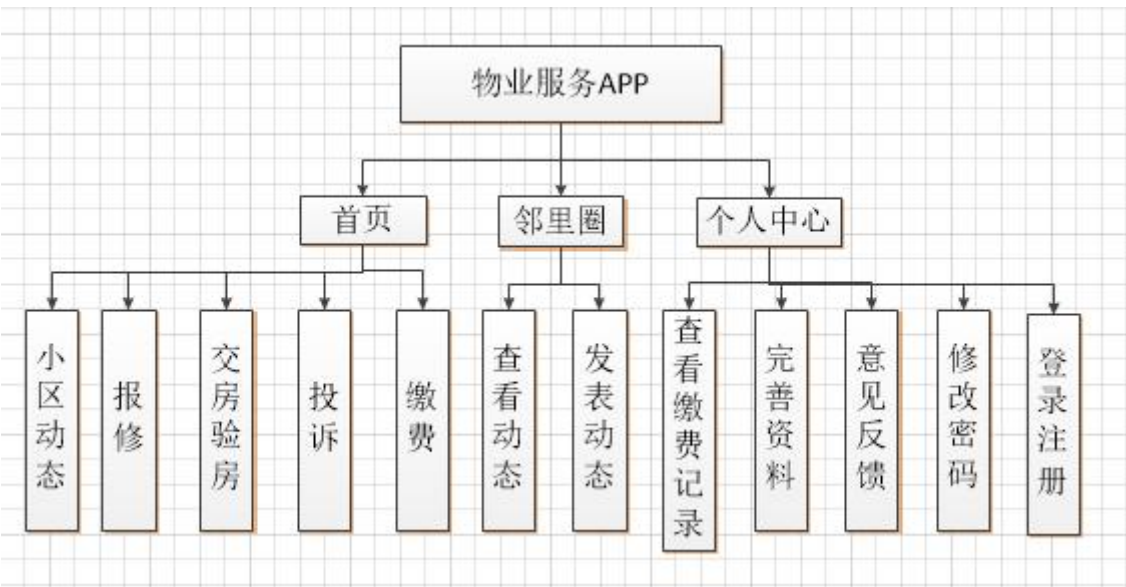 物业服务APP
首页
邻里圈
个人中心
小区动态
报修
交房验房
投诉
缴费
查看动态
发表动态
查看缴费记录
完善资料
意见反馈
修改密码
登录注册